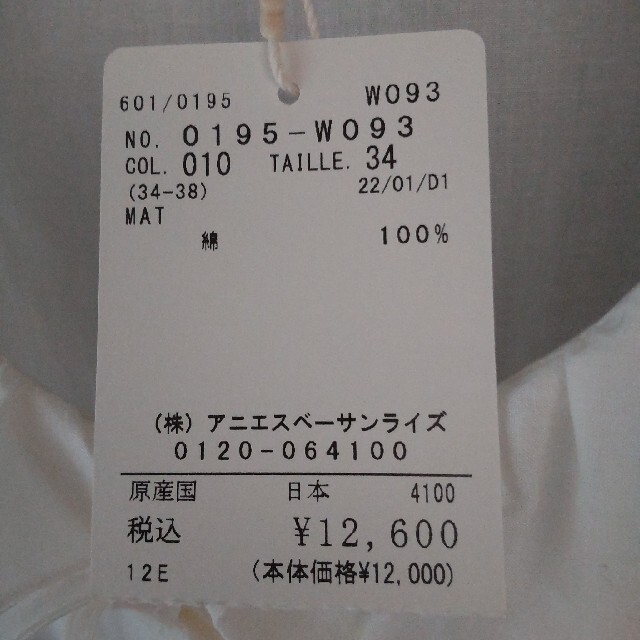 601/0195 W093
NO. 0195-W093
COL. 010 TAILLE. 34
(34-38) 22/01/D1
MAT
綿 100%
(株) アニエスベーサンライズ
0120-064100
原産国 日本 4100
税込 ¥12,600
12E (本体価格¥12,000)